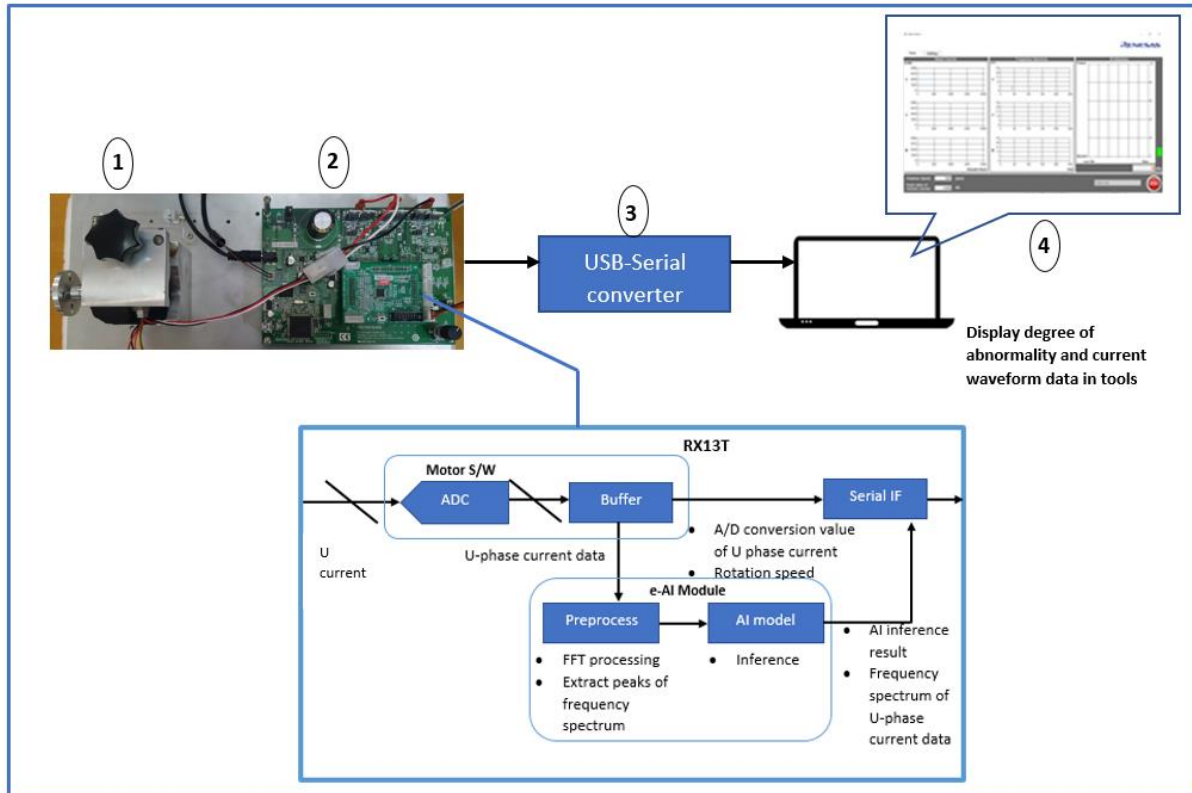 RENESAS
1
2
3
4
USB-Serial
converter
Display degree of
abnormality and current
waveform data in tools
RX13T
Motor S/W
ADC
Buffer
Serial IF
U
current
U-phase current data
• A/D conversion value
of U phase current
• Rotation speed
e-AI Module
Preprocess
AI model
• FFT processing
• Extract peaks of
frequency
spectrum
• Inference
• AI inference
result
• Frequency
spectrum of
U-phase
current data